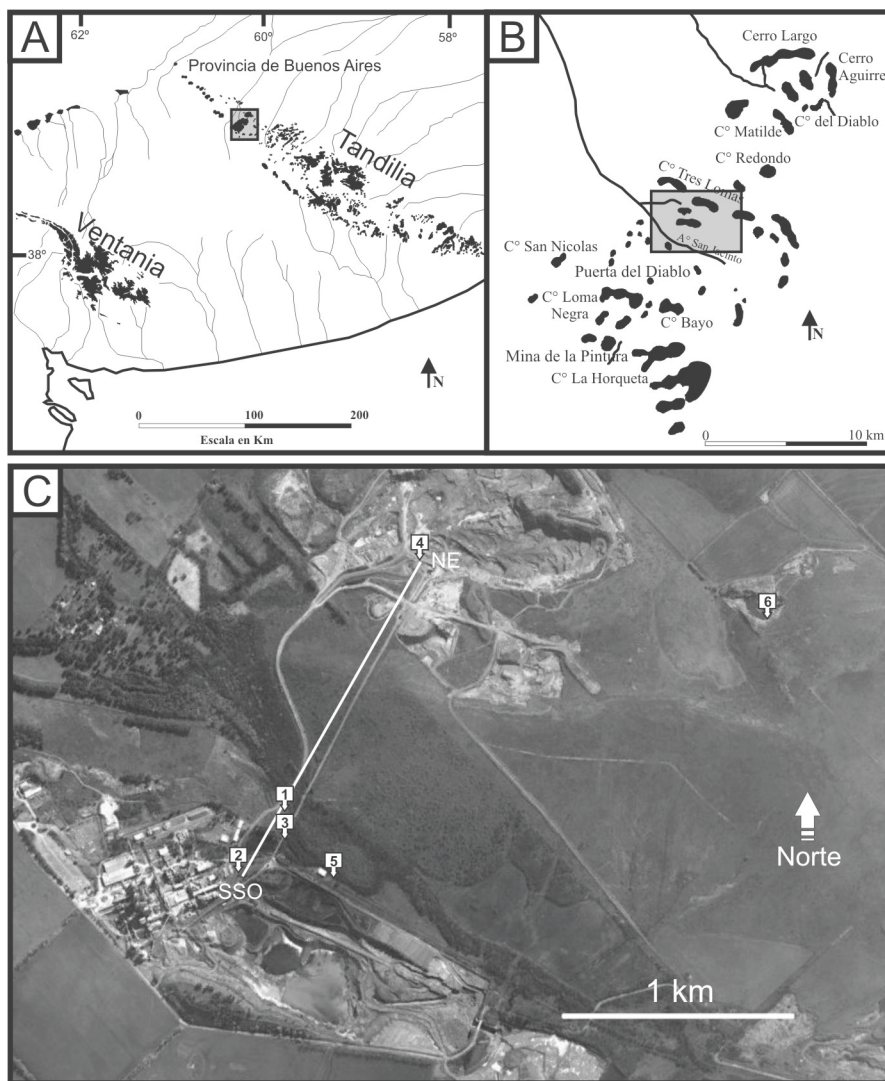 A
62°
60°
58°
Provincia de Buenos Aires
Tandilia
Ventania
38°
N
0 100 200
Escala en Km
B
Cerro Largo
Cerro
Aguirre
C° del Diablo
C° Matilde
C° Redondo
C° Tres Lomas
A° San Jacinto
C° San Nicolas
Puerta del Diablo
C° Loma
Negra
C° Bayo
N
Mina de la Pintura
C° La Horqueta
0 10 km
C
4
NE
6
1
3
2
5
SSO
Norte
1 km